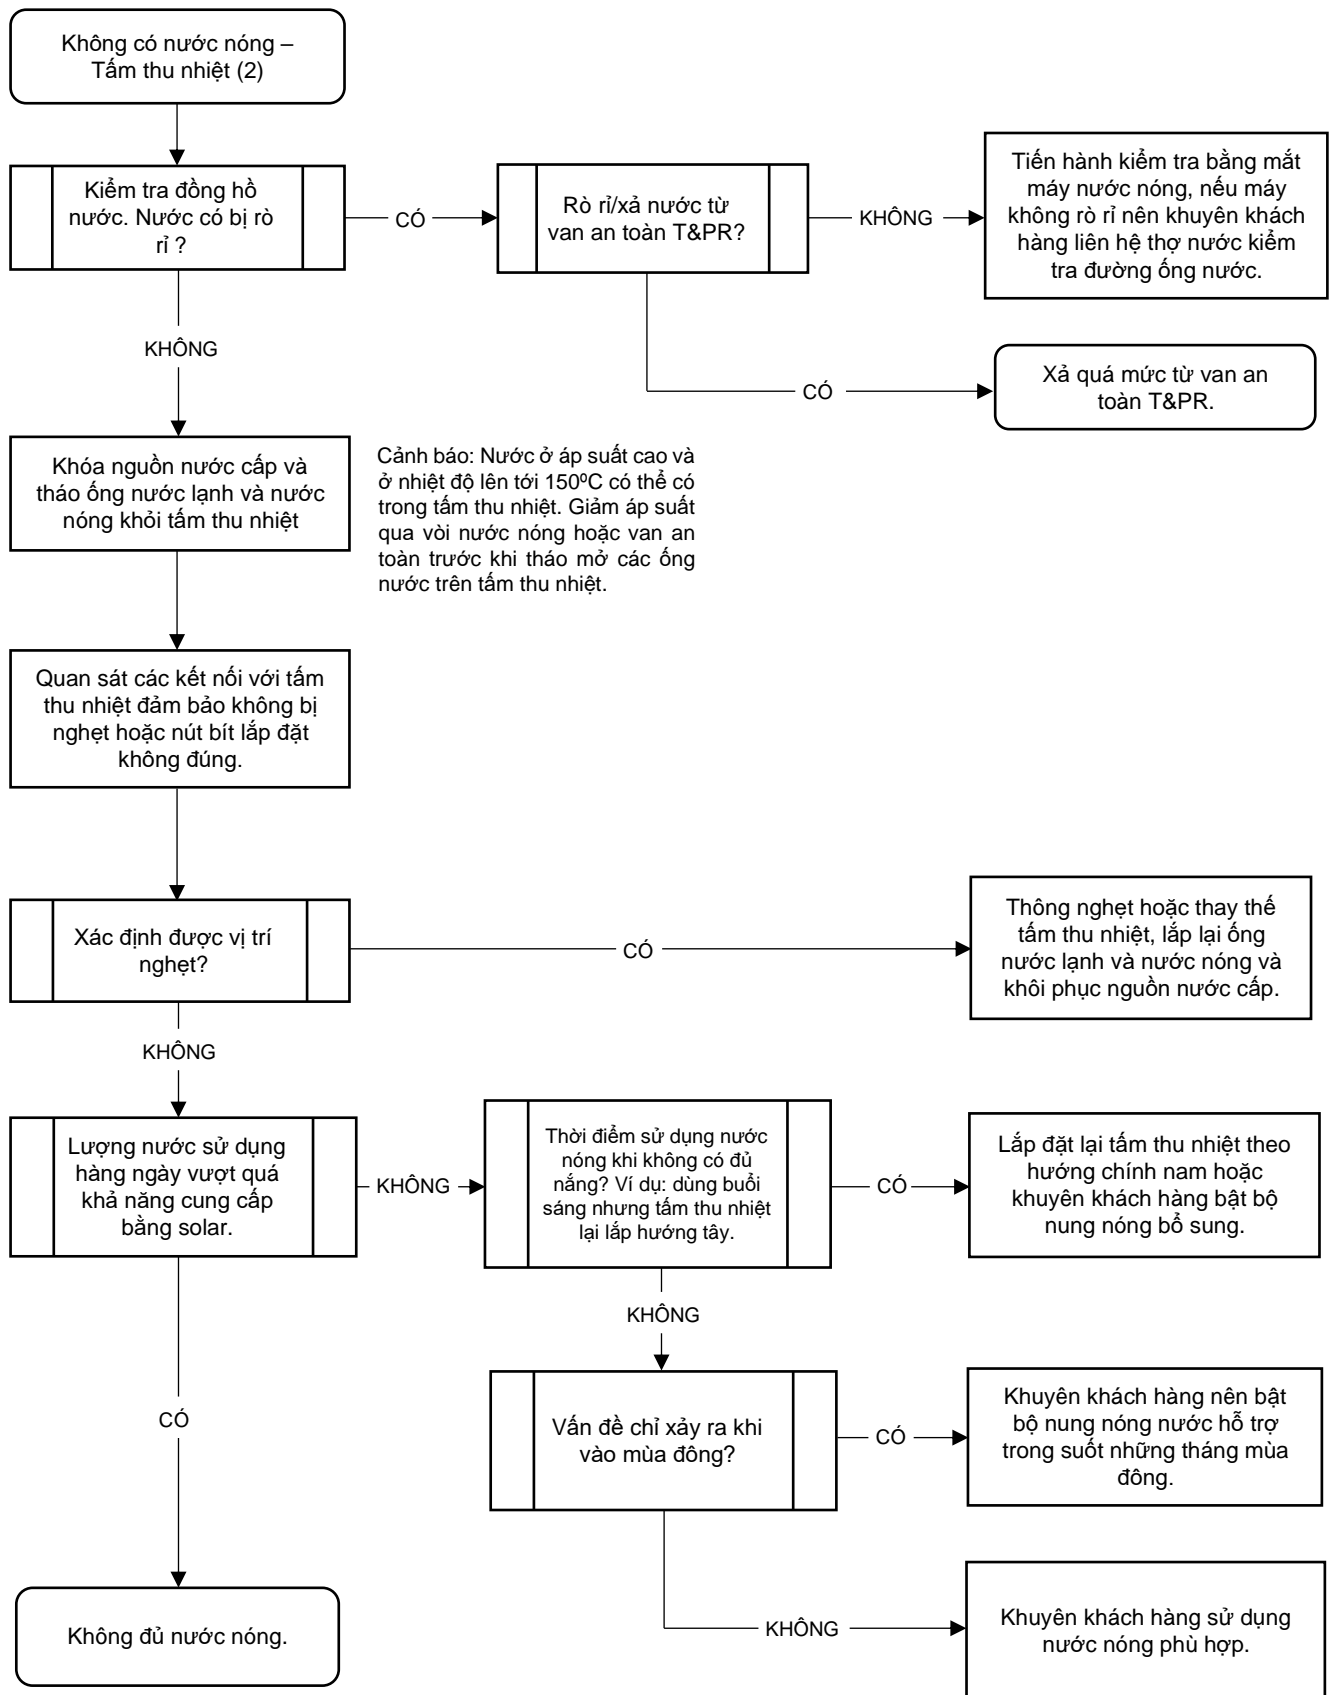 Không có nước nóng –
Tấm thu nhiệt (2)
Kiểm tra đồng hồ
nước. Nước có bị rò
rỉ ?
CÓ
Rò rỉ/xả nước từ
van an toàn T&PR?
KHÔNG
Tiến hành kiểm tra bằng mắt
máy nước nóng, nếu máy
không rò rỉ nên khuyên khách
hàng liên hệ thợ nước kiểm
tra đường ống nước.
KHÔNG
CÓ
Xả quá mức từ van an
toàn T&PR.
Khóa nguồn nước cấp và
tháo ống nước lạnh và nước
nóng khỏi tấm thu nhiệt
Cảnh báo: Nước ở áp suất cao và
ở nhiệt độ lên tới 150ºC có thể có
trong tấm thu nhiệt. Giảm áp suất
qua vòi nước nóng hoặc van an
toàn trước khi tháo mở các ống
nước trên tấm thu nhiệt.
Quan sát các kết nối với tấm
thu nhiệt đảm bảo không bị
nghẹt hoặc nút bít lắp đặt
không đúng.
Xác định được vị trí
nghẹt?
CÓ
Thông nghẹt hoặc thay thế
tấm thu nhiệt, lắp lại ống
nước lạnh và nước nóng và
khôi phục nguồn nước cấp.
KHÔNG
Lượng nước sử dụng
hàng ngày vượt quá
khả năng cung cấp
bằng solar.
KHÔNG
Thời điểm sử dụng nước
nóng khi không có đủ
nắng? Ví dụ: dùng buổi
sáng nhưng tấm thu nhiệt
lại lắp hướng tây.
CÓ
Lắp đặt lại tấm thu nhiệt theo
hướng chính nam hoặc
khuyên khách hàng bật bộ
nung nóng bổ sung.
KHÔNG
CÓ
Vấn đề chỉ xảy ra khi
vào mùa đông?
CÓ
Khuyên khách hàng nên bật
bộ nung nóng nước hỗ trợ
trong suốt những tháng mùa
đông.
Không đủ nước nóng.
KHÔNG
Khuyên khách hàng sử dụng
nước nóng phù hợp.